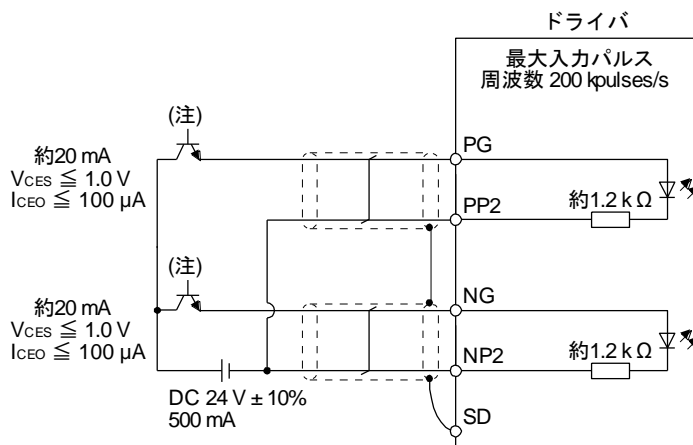 ドライバ
最大入力パルス
周波数 200 kpulses/s
(注)
約20 mA
VCES ≦ 1.0 V
ICEO ≦ 100 µA
PG
約1.2 k Ω
PP2
(注)
約20 mA
VCES ≦ 1.0 V
ICEO ≦ 100 µA
NG
約1.2 k Ω
NP2
DC 24 V ± 10%
500 mA
SD